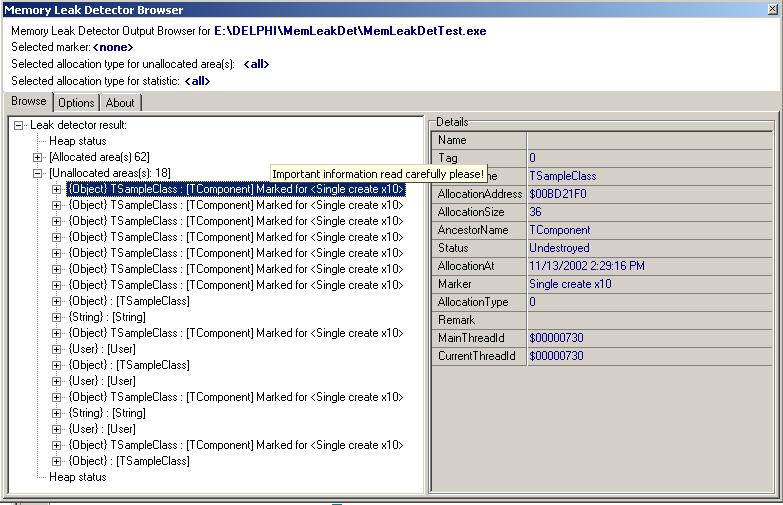 Memory Leak Detector Browser
Memory Leak Detector Output Browser for E:\DELPHI\MemLeakDet\MemLeakDetTest.exe
Selected marker: <none>
Selected allocation type for unallocated area(s): <all>
Selected allocation type for statistic: <all>
Browse Options About
Leak detector result:
Heap status
[Allocated area(s) 62]
[Unallocated areas(s): 18]
Important information read carefully please!
{Object} TSampleClass : [TComponent] Marked for <Single create x10>
{Object} TSampleClass : [TComponent] Marked for <Single create x10>
{Object} TSampleClass : [TComponent] Marked for <Single create x10>
{Object} TSampleClass : [TComponent] Marked for <Single create x10>
{Object} TSampleClass : [TComponent] Marked for <Single create x10>
{Object} TSampleClass : [TComponent] Marked for <Single create x10>
{Object} TSampleClass : [TComponent] Marked for <Single create x10>
{Object} : [TSampleClass]
{String} : [String]
{Object} TSampleClass : [TComponent] Marked for <Single create x10>
{User} : [User]
{Object} : [TSampleClass]
{User} : [User]
{Object} TSampleClass : [TComponent] Marked for <Single create x10>
{String} : [String]
{User} : [User]
{Object} TSampleClass : [TComponent] Marked for <Single create x10>
{Object} : [TSampleClass]
Heap status
Details
Name
Tag 0
TSampleClass
AllocationAddress $00BD21F0
AllocationSize 36
AncestorName TComponent
Status Undestroyed
AllocationAt 11/13/2002 2:29:16 PM
Marker Single create x10
AllocationType 0
Remark
MainThreadId $00000730
CurrentThreadId $00000730